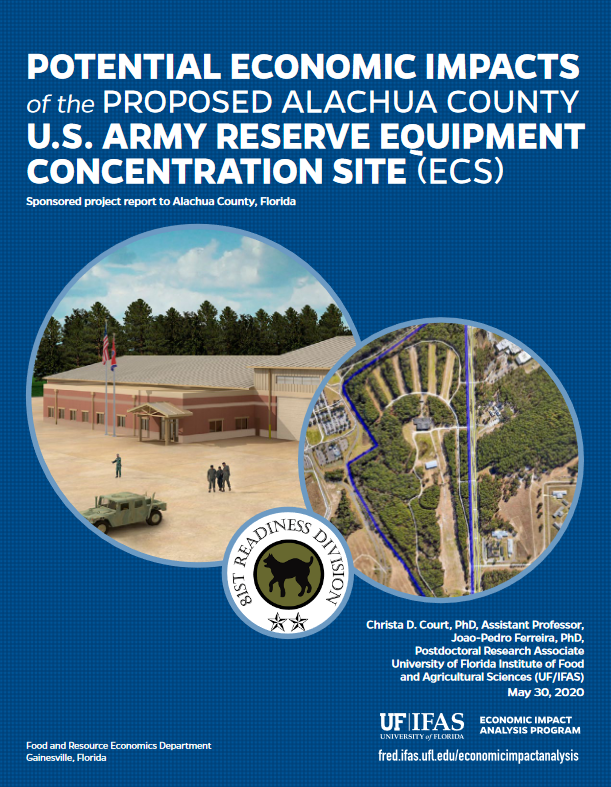 POTENTIAL ECONOMIC IMPACTS
of the PROPOSED ALACHUA COUNTY
U.S. ARMY RESERVE EQUIPMENT
CONCENTRATION SITE (ECS)
Sponsored project report to Alachua County, Florida
81ST READINESS DIVISION
Christa D. Court, PhD, Assistant Professor,
Joao-Pedro Ferreira, PhD,
Postdoctoral Research Associate
University of Florida Institute of Food
and Agricultural Sciences (UF/IFAS)
May 30, 2020
UF IFAS
UNIVERSITY of FLORIDA
ECONOMIC IMPACT
ANALYSIS PROGRAM
Food and Resource Economics Department
Gainesville, Florida
fred.ifas.ufl.edu/economicimpactanalysis